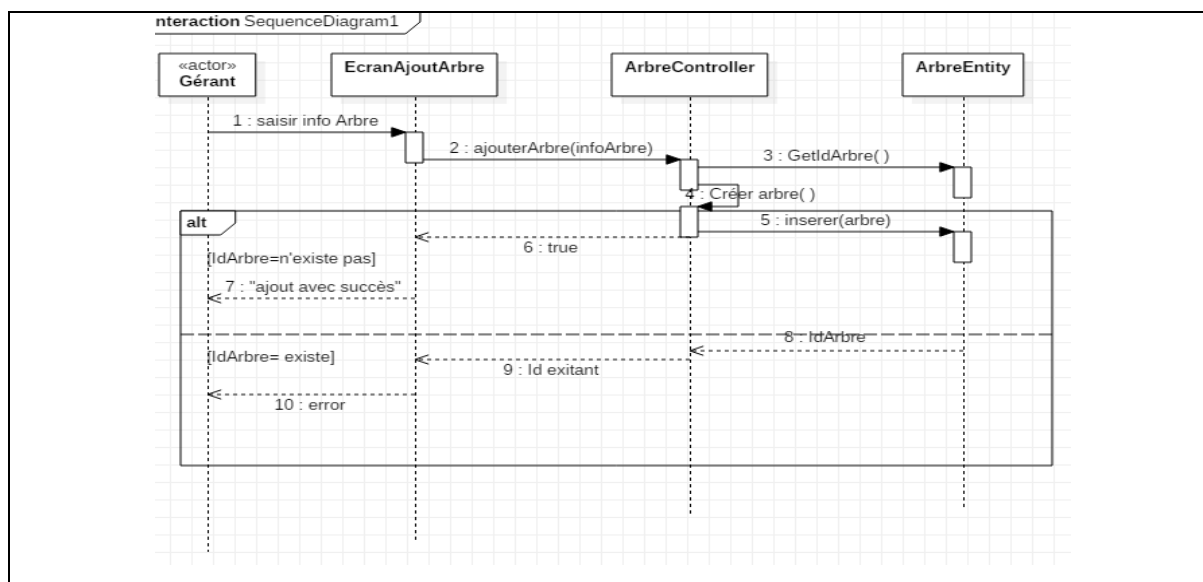 nteraction SequenceDiagram1
«actor»
Gérant
EcranAjoutArbre
ArbreController
ArbreEntity
1 : saisir info Arbre
2 : ajouterArbre(infoArbre)
3 : GetIdArbre( )
4 : Créer arbre( )
alt
5 : inserer(arbre)
6 : true
[IdArbre=n'existe pas]
7 : "ajout avec succès"
8 : IdArbre
[IdArbre= existe]
9 : Id exitant
10 : error